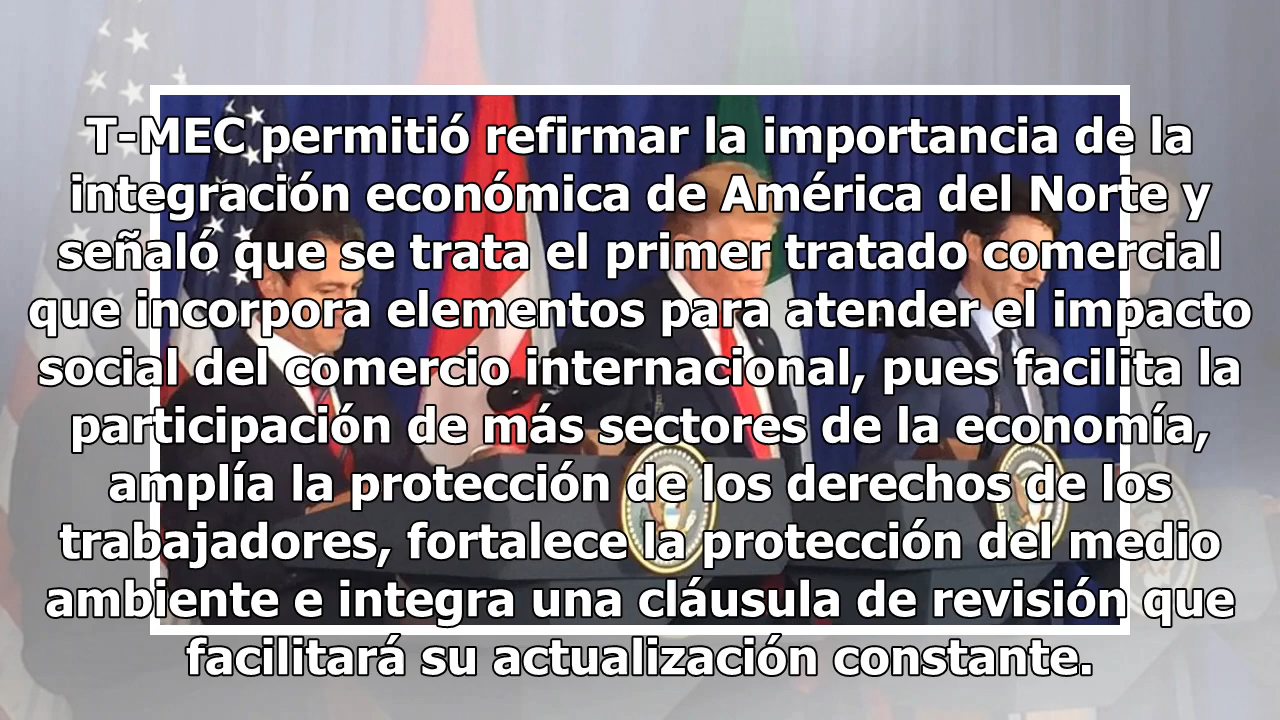 T-MEC permitió refirmar la importancia de la
integración económica de América del Norte y
señaló que se trata el primer tratado comercial
que incorpora elementos para atender el impacto
social del comercio internacional, pues facilita la
participación de más sectores de la economía,
amplía la protección de los derechos de los
trabajadores, fortalece la protección del medio
ambiente e integra una cláusula de revisión que
facilitará su actualización constante.